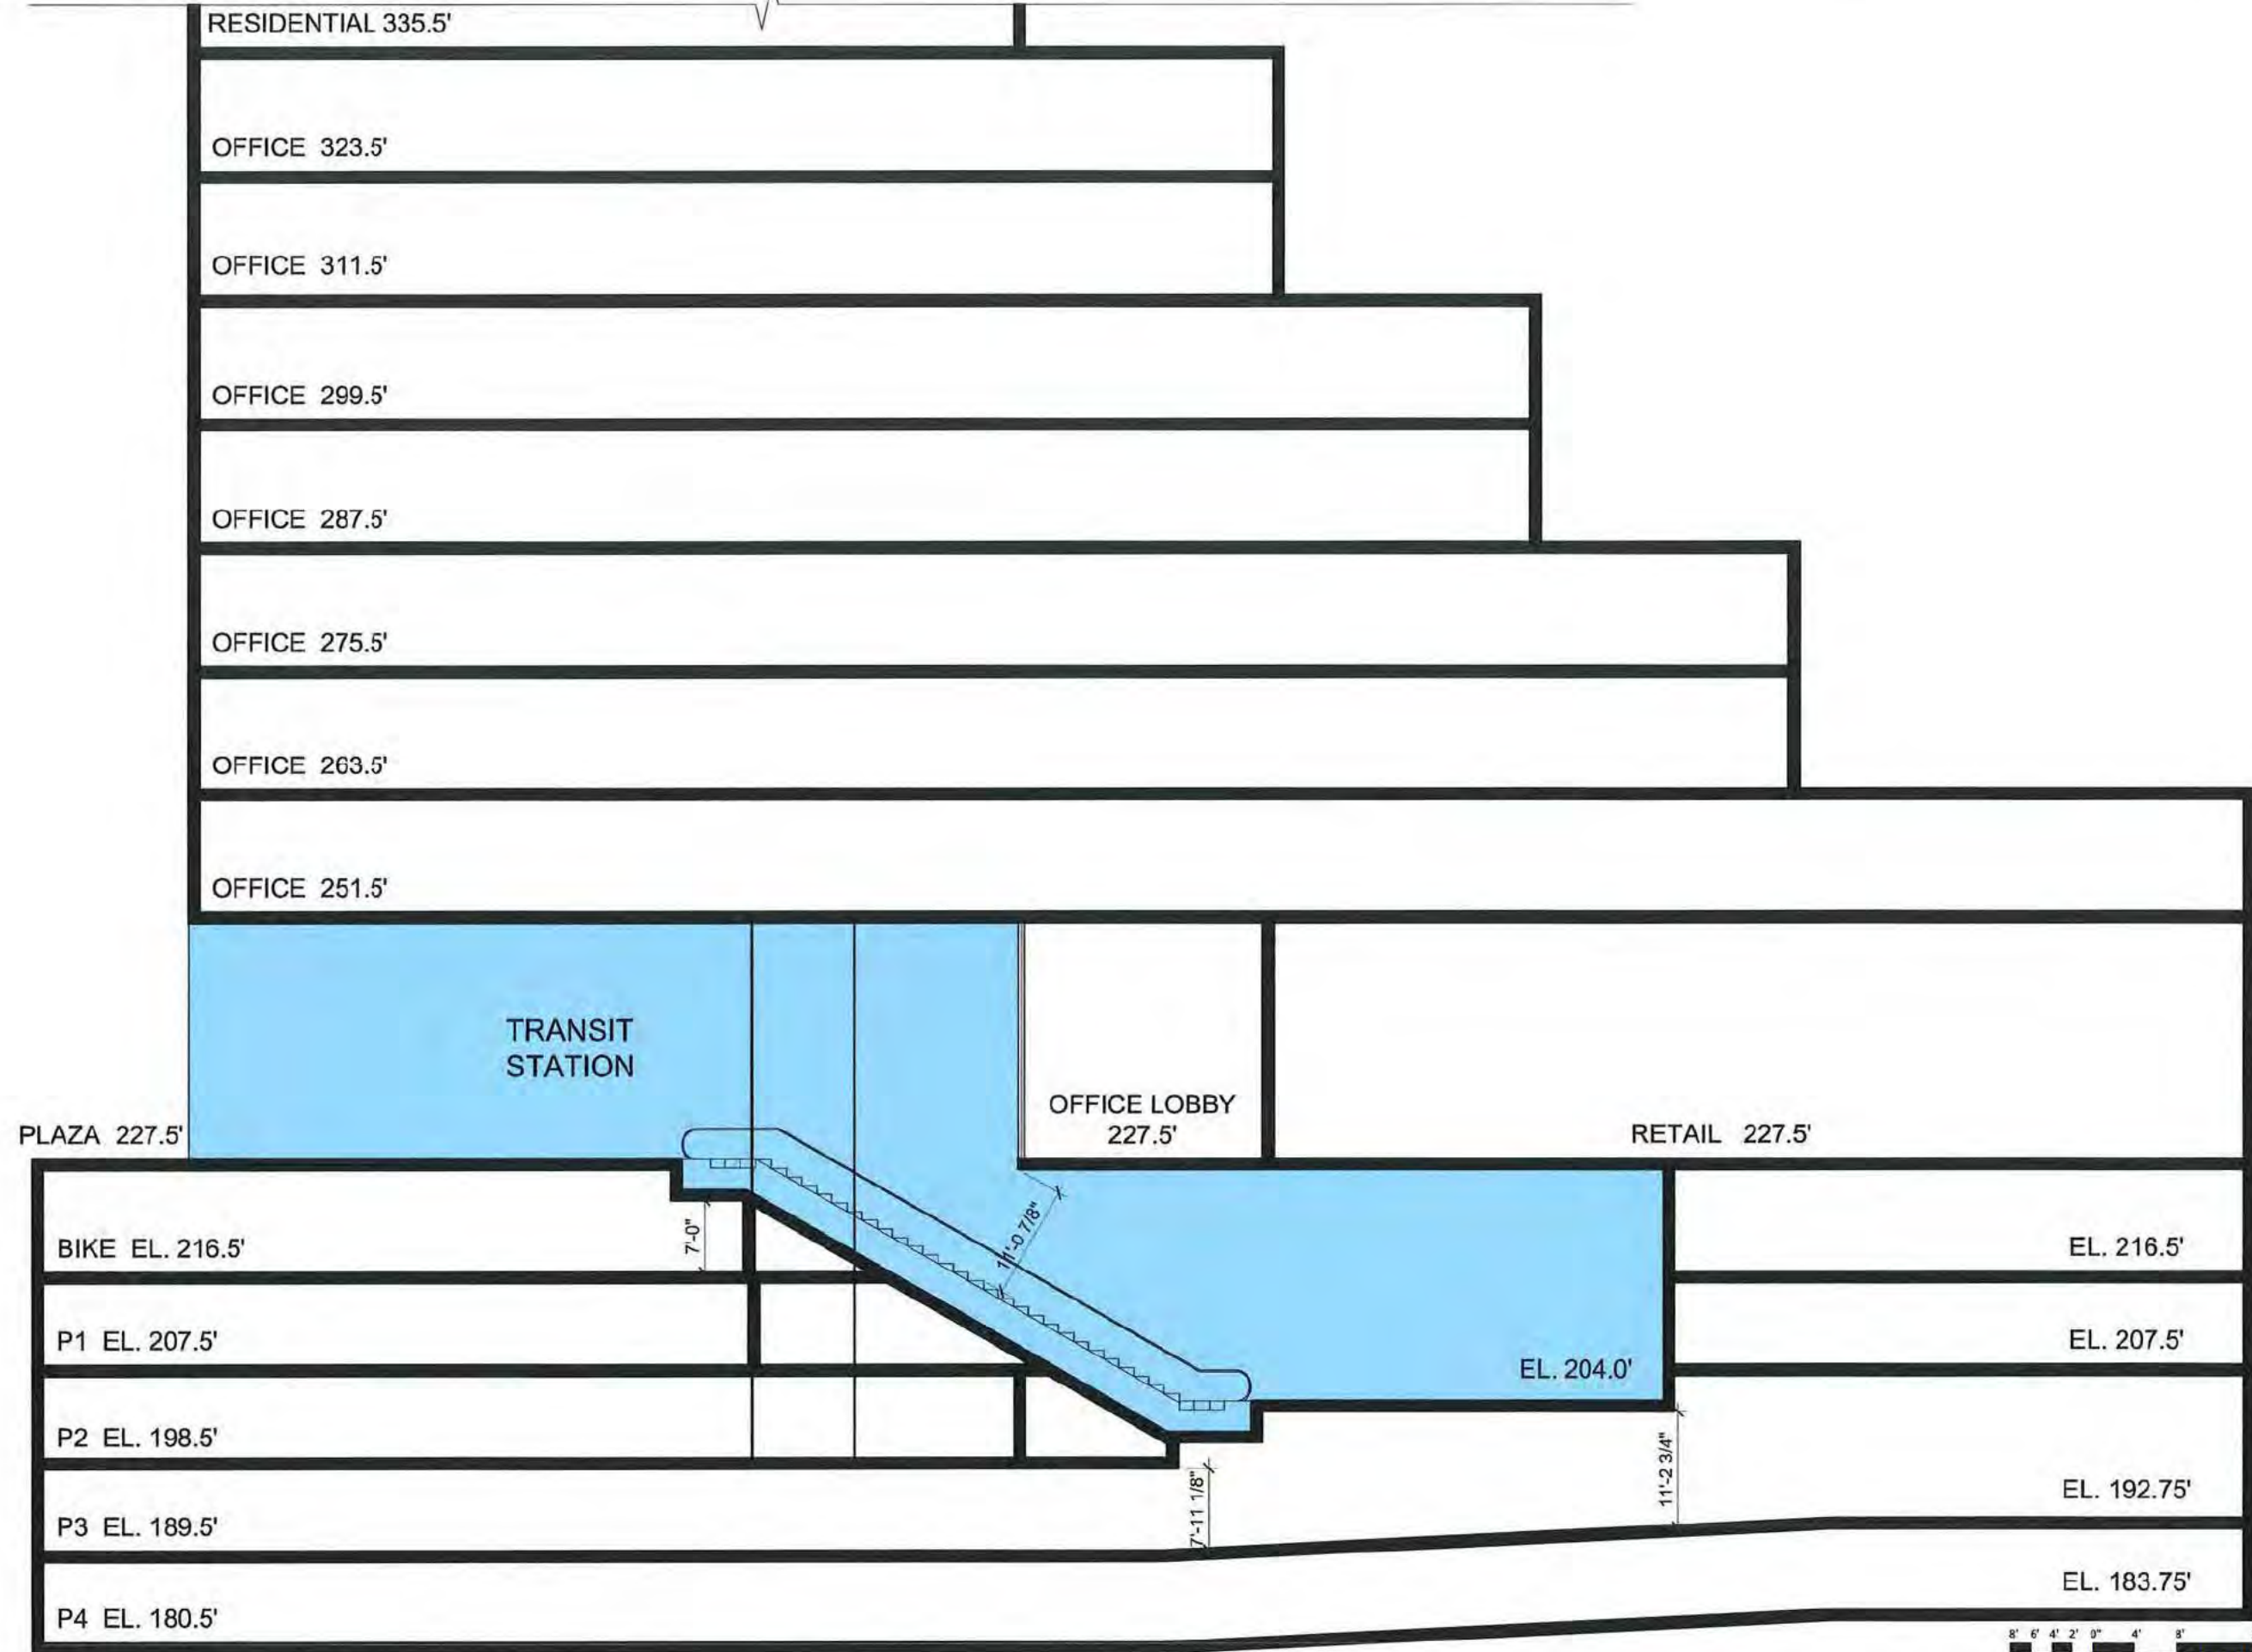 RESIDENTIAL 335.5'
OFFICE 323.5'
OFFICE 311.5'
OFFICE 299.5'
OFFICE 287.5'
OFFICE 275.5'
OFFICE 263.5'
OFFICE 251.5'
TRANSIT
STATION
OFFICE LOBBY
227.5'
PLAZA 227.5'
RETAIL 227.5'
11'-0 7/8"
7'-0"
BIKE EL. 216.5'
EL. 216.5'
P1 EL. 207.5'
EL. 207.5'
EL. 204.0'
P2 EL. 198.5'
11'-2 3/4"
7'-11 1/8"
EL. 192.75'
P3 EL. 189.5'
EL. 183.75'
P4 EL. 180.5'
8' 6' 4' 2' 0" 4' 8'